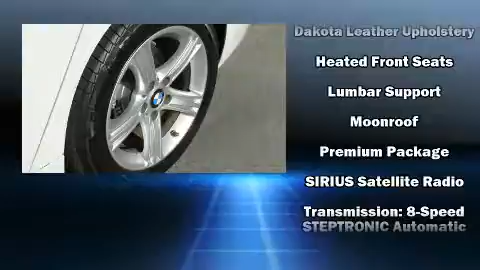 Dakota Leather Upholstery
Heated Front Seats
Lumbar Support
Moonroof
Premium Package
SIRIUS Satellite Radio
Transmission: 8-Speed
STEPTRONIC Automatic